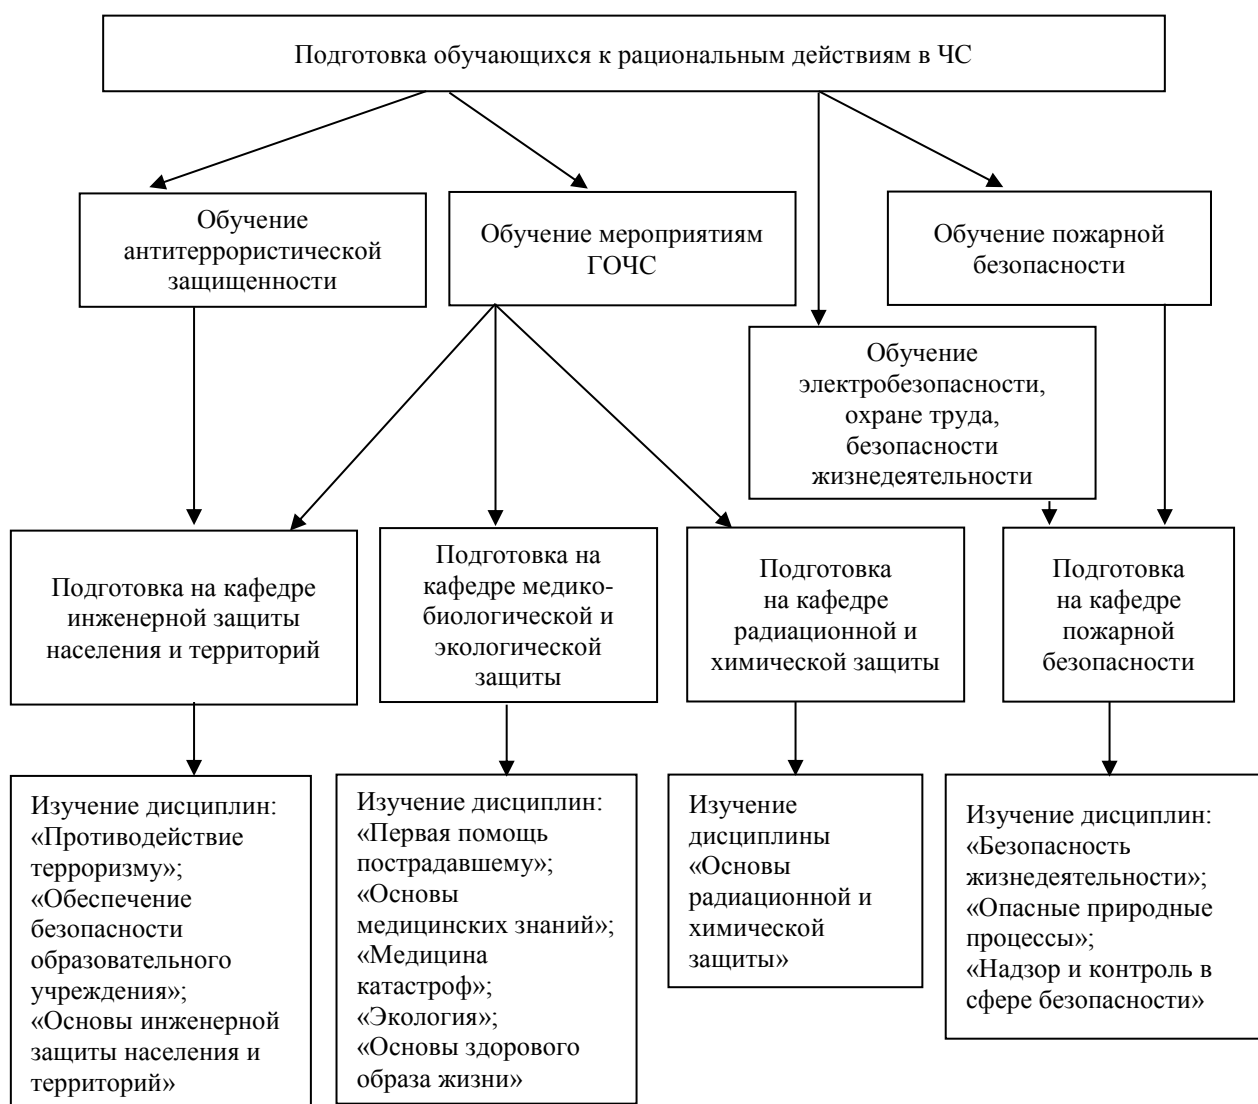 Подготовка обучающихся к рациональным действиям в ЧС
Обучение
антитеррористической
защищенности
Обучение мероприятиям
ГОЧС
Обучение пожарной
безопасности
Обучение
электробезопасности,
охране труда,
безопасности
жизнедеятельности
Подготовка на кафедре
инженерной защиты
населения и территорий
Подготовка на
кафедре медико-
биологической и
экологической
защиты
Подготовка
на кафедре
радиационной и
химической защиты
Подготовка
на кафедре
пожарной
безопасности
Изучение дисциплин:
«Противодействие
терроризму»;
«Обеспечение
безопасности
образовательного
учреждения»;
«Основы инженерной
защиты населения и
территорий»
Изучение дисциплин:
«Первая помощь
пострадавшему»;
«Основы
медицинских знаний»;
«Медицина
катастроф»;
«Экология»;
«Основы здорового
образа жизни»
Изучение
дисциплины
«Основы
радиационной и
химической
защиты»
Изучение дисциплин:
«Безопасность
жизнедеятельности»;
«Опасные природные
процессы»;
«Надзор и контроль в
сфере безопасности»